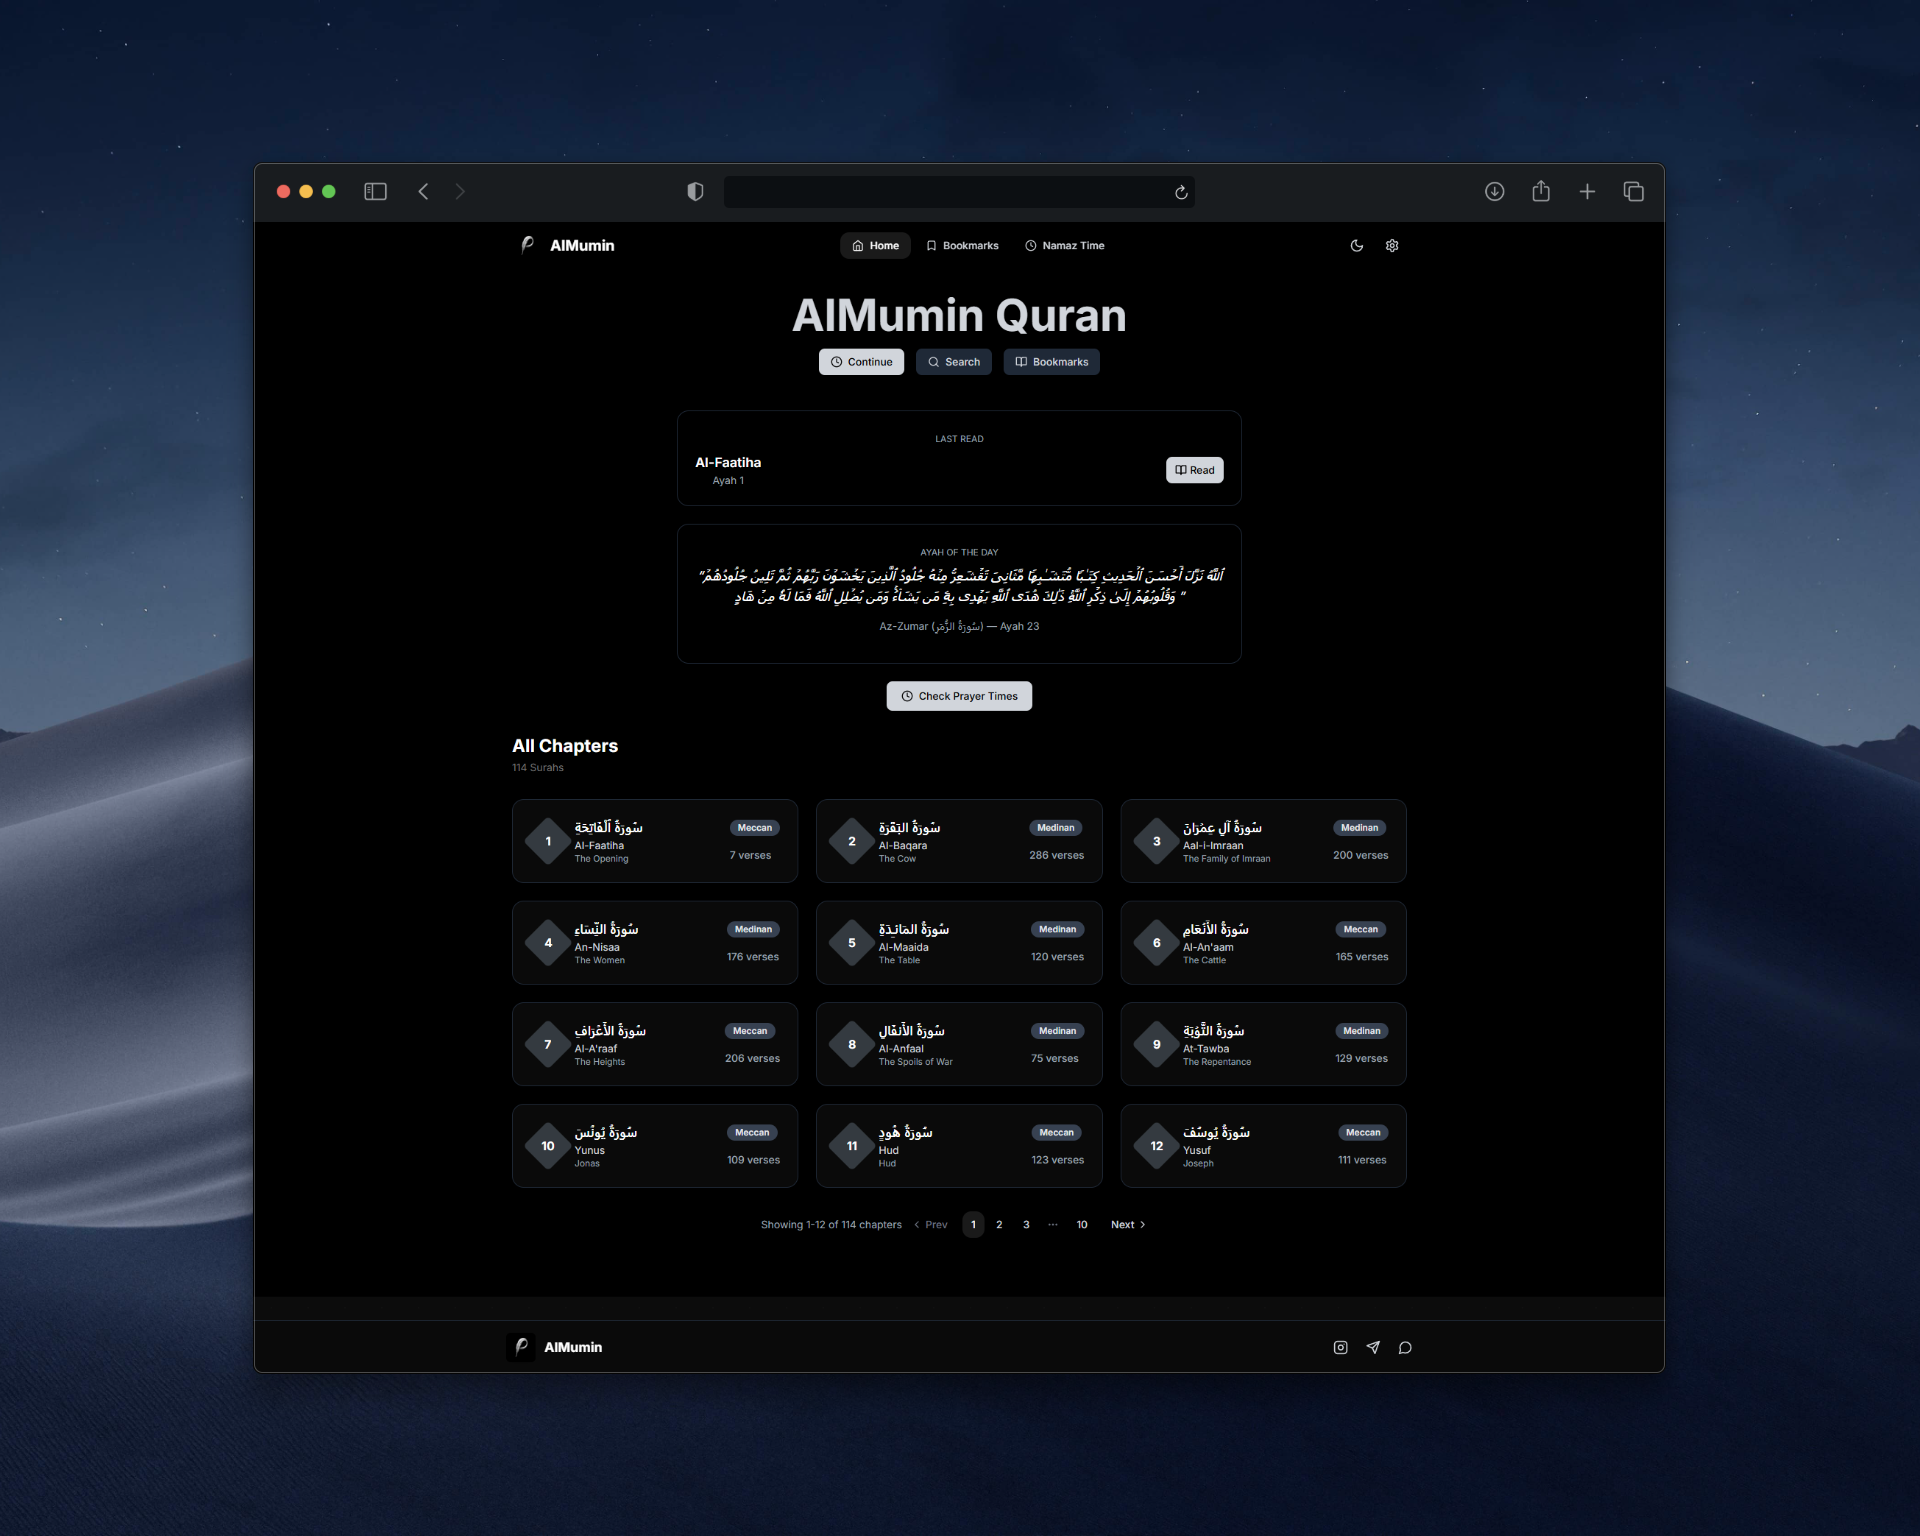 AlMumin
Home
Bookmarks
Namaz Time
AlMumin Quran
Continue
Search
Bookmarks
LAST READ
Al-Faatiha
Ayah 1
Read
AYAH OF THE DAY
"ٱللَّهُ نَزَّلَ أَحۡسَنَ ٱلۡحَدِيثِ كِتَٰبٗا مُّتَشَٰبِهٗا مَّثَانِيَ تَقۡشَعِرُّ مِنۡهُ جُلُودُ ٱلَّذِينَ يَخۡشَوۡنَ رَبَّهُمۡ ثُمَّ تَلِينُ جُلُودُهُمۡ
وَقُلُوبُهُمۡ إِلَىٰ ذِكۡرِ ٱللَّهِۚ ذَٰلِكَ هُدَى ٱللَّهِ يَهۡدِي بِهِۦ مَن يَشَآءُۚ وَمَن يُضۡلِلِ ٱللَّهُ فَمَا لَهُۥ مِنۡ هَادٍ "
Az-Zumar (سُورَةُ الزُّمَرِ) — Ayah 23
Check Prayer Times
All Chapters
114 Surahs
1
سُورَةُ ٱلْفَاتِحَةِ
Al-Faatiha
The Opening
Meccan
7 verses
2
سُورَةُ البَقَرَةِ
Al-Baqara
The Cow
Medinan
286 verses
3
سُورَةُ آلِ عِمۡرَانَ
Aal-i-Imraan
The Family of Imraan
Medinan
200 verses
4
سُورَةُ النِّسَاءِ
An-Nisaa
The Women
Medinan
176 verses
5
سُورَةُ المَائـِدَةِ
Al-Maaida
The Table
Medinan
120 verses
6
سُورَةُ الأَنۡعَامِ
Al-An'aam
The Cattle
Meccan
165 verses
7
سُورَةُ الأَعۡرَافِ
Al-A'raaf
The Heights
Meccan
206 verses
8
سُورَةُ الأَنفَالِ
Al-Anfaal
The Spoils of War
Medinan
75 verses
9
سُورَةُ التَّوۡبَةِ
At-Tawba
The Repentance
Medinan
129 verses
10
سُورَةُ يُونُسَ
Yunus
Jonas
Meccan
109 verses
11
سُورَةُ هُودٍ
Hud
Hud
Meccan
123 verses
12
سُورَةُ يُوسُفَ
Yusuf
Joseph
Meccan
111 verses
Showing 1-12 of 114 chapters
Prev
1
2
3
···
10
Next
AlMumin